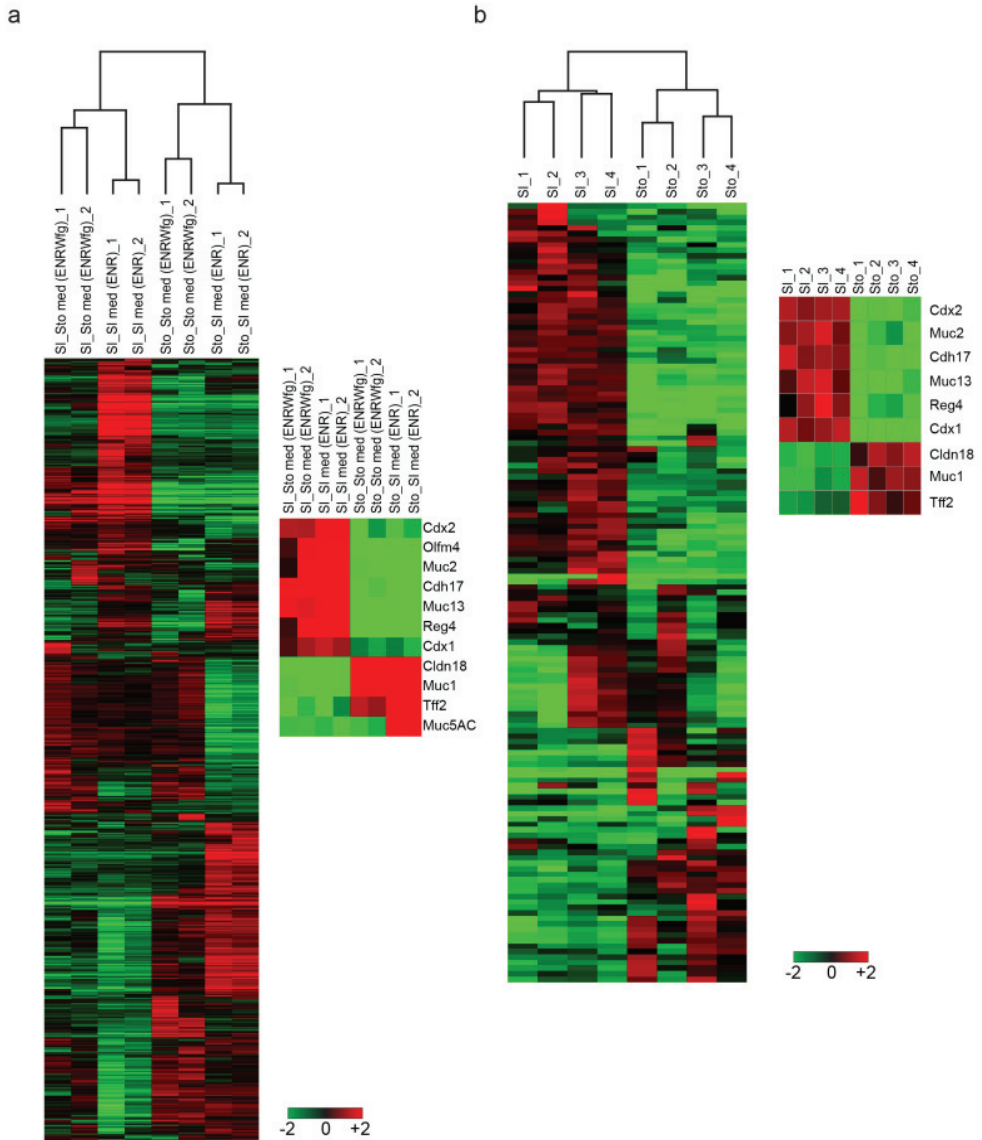 a
SI_Sto med (ENRWfg)_1
SI_Sto med (ENRWfg)_2
SI_SI med (ENR)_1
SI_SI med (ENR)_2
Sto_Sto med (ENRWfg)_1
Sto_Sto med (ENRWfg)_2
Sto_SI med (ENR)_1
Sto_SI med (ENR)_2
SI_Sto med (ENRWfg)_1
SI_Sto med (ENRWfg)_2
SI_SI med (ENR)_1
SI_SI med (ENR)_2
Sto_Sto med (ENRWfg)_1
Sto_Sto med (ENRWfg)_2
Sto_SI med (ENR)_1
Sto_SI med (ENR)_2
Cdx2
Olfm4
Muc2
Cdh17
Muc13
Reg4
Cdx1
Cldn18
Muc1
Tff2
Muc5AC
-2 0 +2
b
SI_1
SI_2
SI_3
SI_4
Sto_1
Sto_2
Sto_3
Sto_4
SI_1
SI_2
SI_3
SI_4
Sto_1
Sto_2
Sto_3
Sto_4
Cdx2
Muc2
Cdh17
Muc13
Reg4
Cdx1
Cldn18
Muc1
Tff2
-2 0 +2